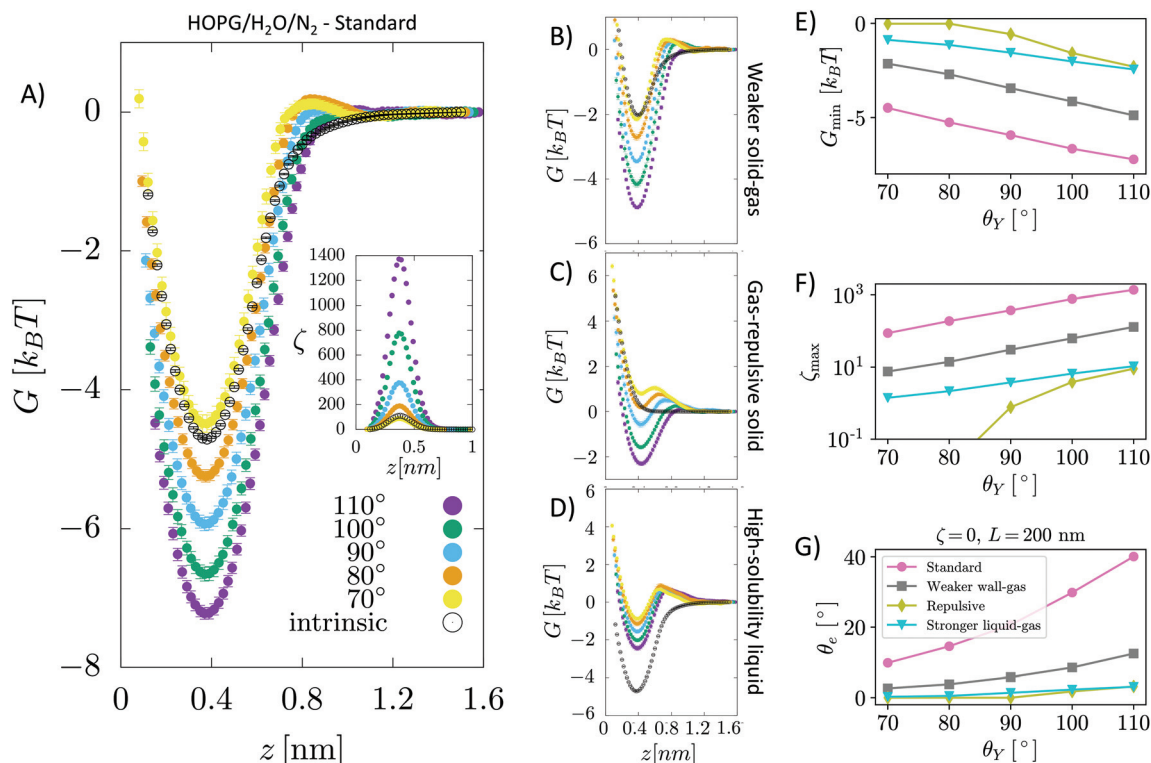 HOPG/H₂O/N₂ - Standard
A)
G [k_BT]
0
−2
−4
−6
−8
0
0.4
0.8
1.2
1.6
z [nm]
ζ
1400
1200
1000
800
600
400
200
0
0
0.5
1
z[nm]
110°
100°
90°
80°
70°
intrinsic
B)
G [k_BT]
0
−2
−4
−6
Weaker solid-gas
C)
G [k_BT]
6
4
2
0
−2
Gas-repulsive solid
D)
G [k_BT]
6
4
2
0
−2
−4
−6
0
0.4
0.8
1.2
1.6
z[nm]
High-solubility liquid
E)
G_min [k_BT]
0
-5
70
80
90
100
110
θ_Y [°]
F)
ζ_max
10³
10¹
10⁻¹
70
80
90
100
110
θ_Y [°]
G)
ζ=0, L=200 nm
θ_e [°]
40
20
0
Standard
Weaker wall-gas
Repulsive
Stronger liquid-gas
70
80
90
100
110
θ_Y [°]